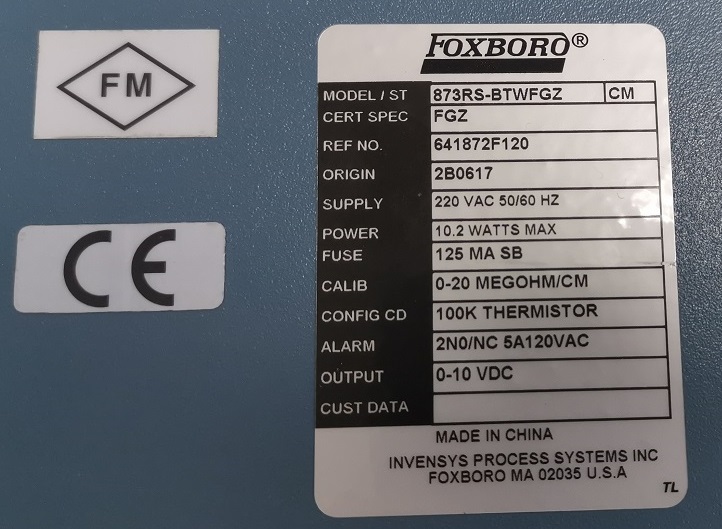 FM
CE
FOXBORO®
MODEL / ST 873RS-BTWFGZ CM
CERT SPEC FGZ
REF NO. 641872F120
ORIGIN 2B0617
SUPPLY 220 VAC 50/60 HZ
POWER 10.2 WATTS MAX
FUSE 125 MA SB
CALIB 0-20 MEGOHM/CM
CONFIG CD 100K THERMISTOR
ALARM 2N0/NC 5A120VAC
OUTPUT 0-10 VDC
CUST DATA
MADE IN CHINA
INVENSYS PROCESS SYSTEMS INC
FOXBORO MA 02035 U.S.A
TL